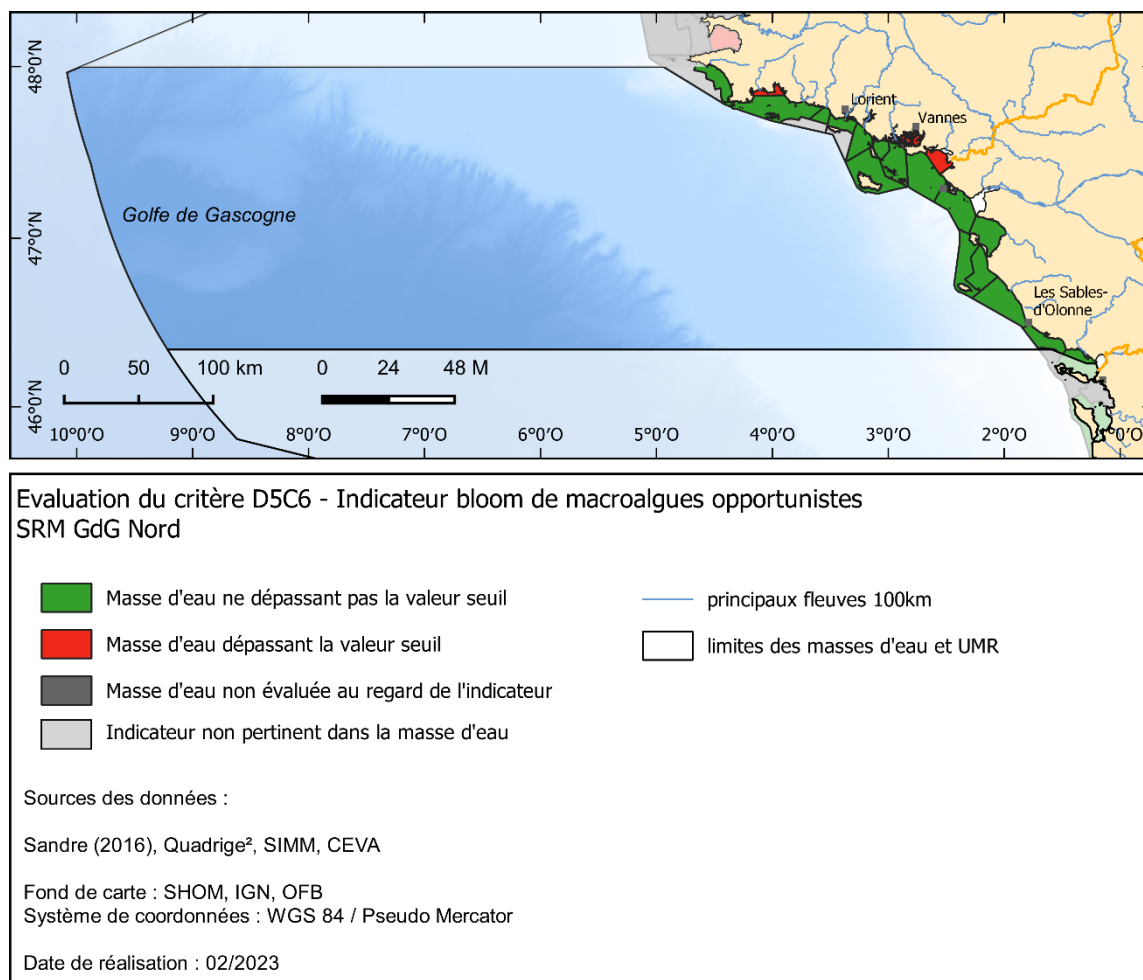 48°0'N
47°0'N
46°0'N
Lorient
Vannes
Golfe de Gascogne
Les Sables-
d'Olonne
0 50 100 km
0 24 48 M
10°0'O 9°0'O 8°0'O 7°0'O 6°0'O 5°0'O 4°0'O 3°0'O 2°0'O °0'O
Evaluation du critère D5C6 - Indicateur bloom de macroalgues opportunistes
SRM GdG Nord
Masse d'eau ne dépassant pas la valeur seuil
Masse d'eau dépassant la valeur seuil
Masse d'eau non évaluée au regard de l'indicateur
Indicateur non pertinent dans la masse d'eau
principaux fleuves 100km
limites des masses d'eau et UMR
Sources des données :
Sandre (2016), Quadrige², SIMM, CEVA
Fond de carte : SHOM, IGN, OFB
Système de coordonnées : WGS 84 / Pseudo Mercator
Date de réalisation : 02/2023